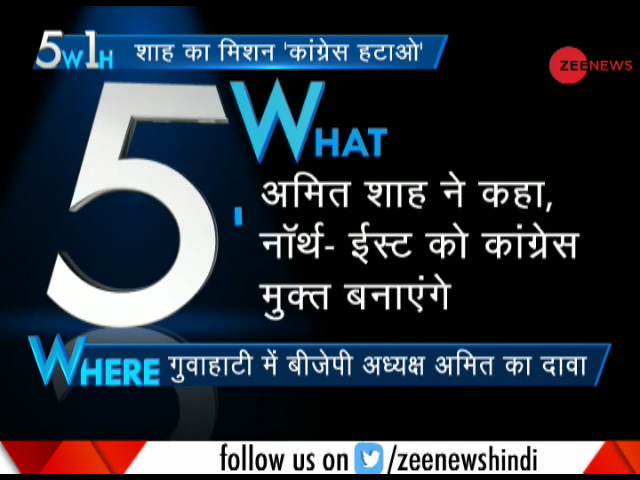 5W1H शाह का मिशन 'कांग्रेस हटाओ'
ZEENEWS
5
WHAT
अमित शाह ने कहा,
नॉर्थ- ईस्ट को कांग्रेस
मुक्त बनाएंगे
WHERE गुवाहाटी में बीजेपी अध्यक्ष अमित का दावा
follow us on /zeenewshindi